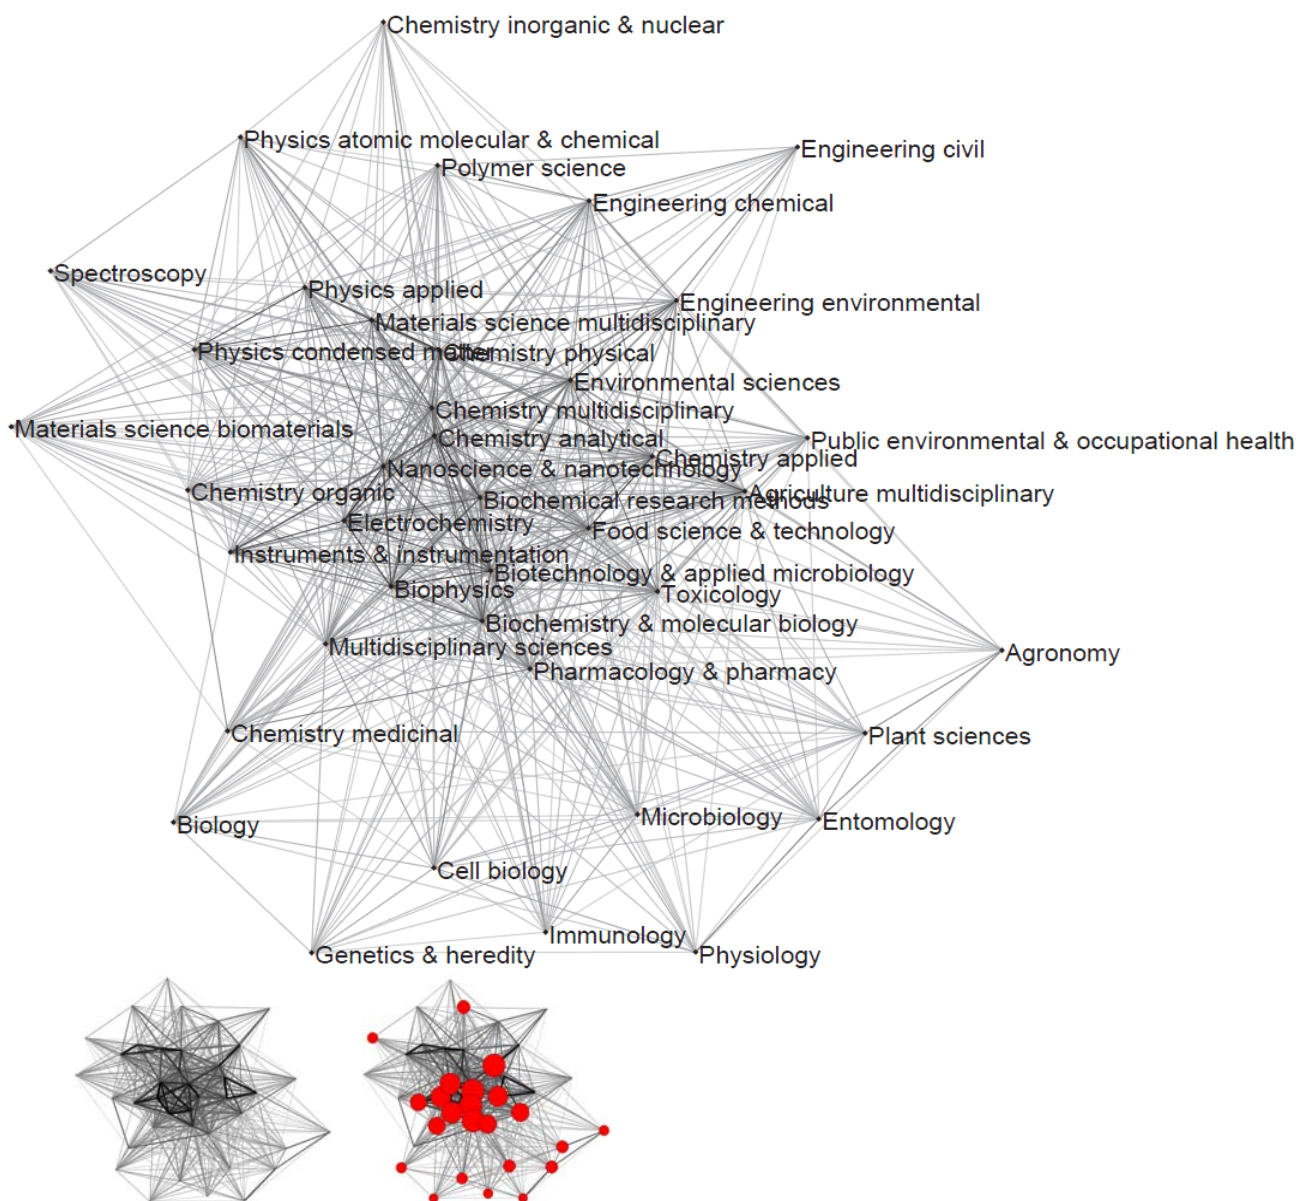 Chemistry inorganic & nuclear
Physics atomic molecular & chemical
Engineering civil
Polymer science
Engineering chemical
Spectroscopy
Physics applied
Engineering environmental
Materials science multidisciplinary
Physics condensed matter
Chemistry physical
Environmental sciences
Chemistry multidisciplinary
Materials science biomaterials
Chemistry analytical
Public environmental & occupational health
Chemistry applied
Nanoscience & nanotechnology
Chemistry organic
Agriculture multidisciplinary
Biochemical research methods
Electrochemistry
Food science & technology
Instruments & instrumentation
Biotechnology & applied microbiology
Biophysics
Toxicology
Biochemistry & molecular biology
Multidisciplinary sciences
Agronomy
Pharmacology & pharmacy
Chemistry medicinal
Plant sciences
Microbiology
Entomology
Biology
Cell biology
Immunology
Genetics & heredity
Physiology